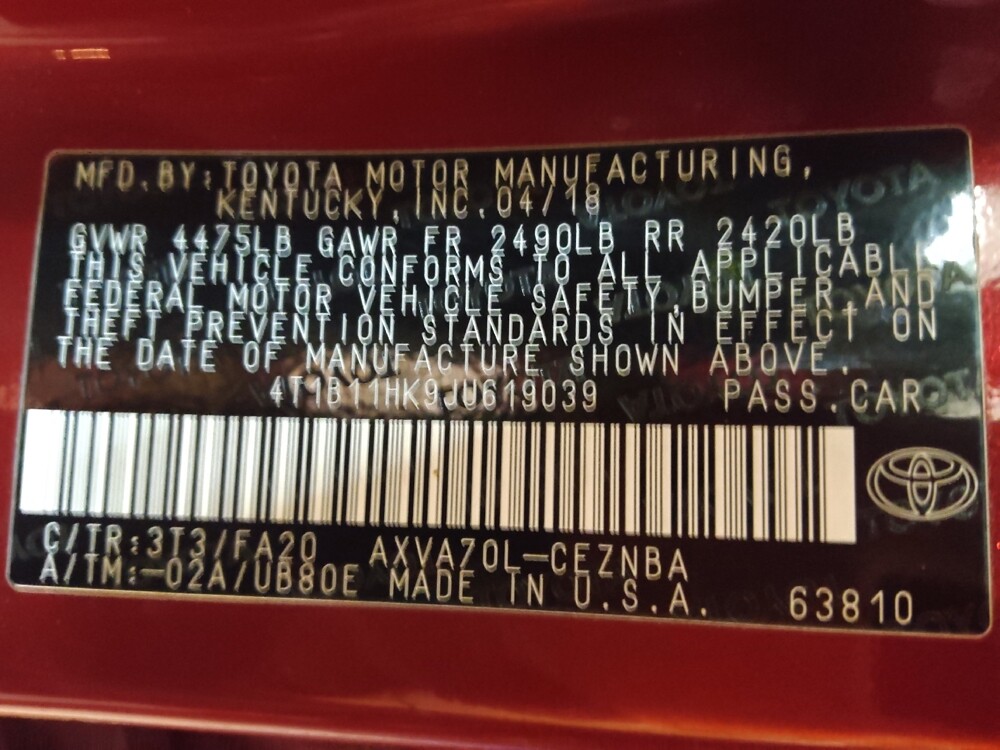 MFD.BY:TOYOTA MOTOR MANUFACTURING,
KENTUCKY,INC.04/18
GVWR 4475LB GAWR FR 2490LB RR 2420LB
THIS VEHICLE CONFORMS TO ALL APPLICABLE
FEDERAL MOTOR VEHICLE SAFETY,BUMPER,AND
THEFT PREVENTION STANDARDS IN EFFECT ON
THE DATE OF MANUFACTURE SHOWN ABOVE.
4T1B11HK9JU619039 PASS.CAR
C/TR:3T3/FA20 AXVA70L-CEZNBA
A/TM:-02A/UB80E MADE IN U.S.A. 63810